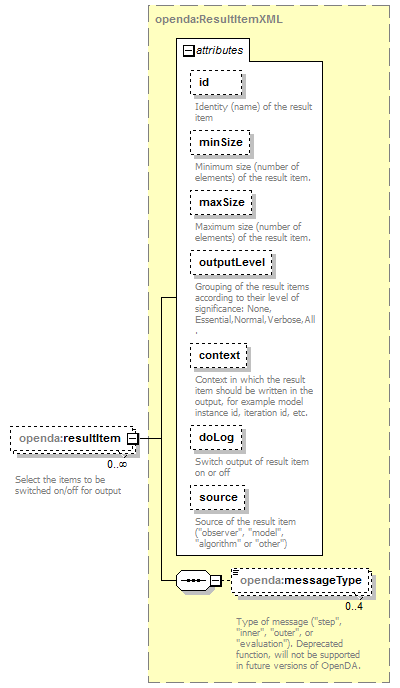 openda:ResultItemXML
attributes
id
Identity (name) of the result
item
minSize
Minimum size (number of
elements) of the result item.
maxSize
Maximum size (number of
elements) of the result item.
outputLevel
Grouping of the result items
according to their level of
significance: None,
Essential,Normal,Verbose,All
.
context
Context in which the result
item should be written in the
output, for example model
instance id, iteration id, etc.
doLog
Switch output of result item
on or off
source
Source of the result item
("observer", "model",
"algorithm" or "other")
openda:resultItem
0..∞
Select the items to be
switched on/off for output
openda:messageType
0..4
Type of message ("step",
"inner", "outer", or
"evaluation"). Deprecated
function, will not be supported
in future versions of OpenDA.